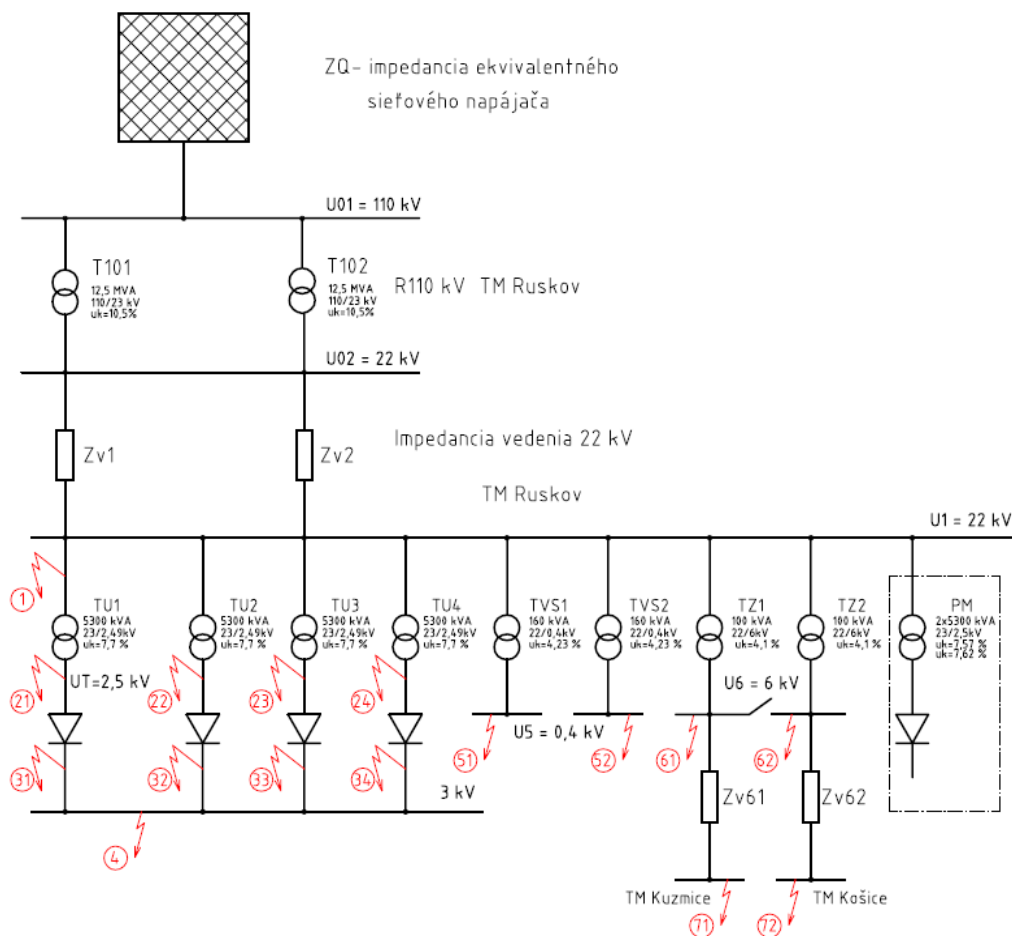 ZQ- impedancia ekvivalentného
sieťového napájača
U01 = 110 kV
T101
12,5 MVA
110/23 kV
uk=10,5%
T102
12,5 MVA
110/23 kV
uk=10,5%
R110 kV TM Ruskov
U02 = 22 kV
Zv1
Zv2
Impedancia vedenia 22 kV
TM Ruskov
U1 = 22 kV
1
TU1
5300 kVA
23/2,49kV
uk=7,7 %
TU2
5300 kVA
23/2,49kV
uk=7,7 %
TU3
5300 kVA
23/2,49kV
uk=7,7 %
TU4
5300 kVA
23/2,49kV
uk=7,7 %
TVS1
160 kVA
22/0,4kV
uk=4,23 %
TVS2
160 kVA
22/0,4kV
uk=4,23 %
TZ1
100 kVA
22/6kV
uk=4,1 %
TZ2
100 kVA
22/6kV
uk=4,1 %
PM
2x5300 kVA
23/2,5kV
uk=7,57 %
uk=7,62 %
21
UT=2,5 kV
22
23
24
U6 = 6 kV
51
U5 = 0,4 kV
52
61
62
31
32
33
34
3 kV
Zv61
Zv62
4
TM Kuzmice
71
72
TM Košice